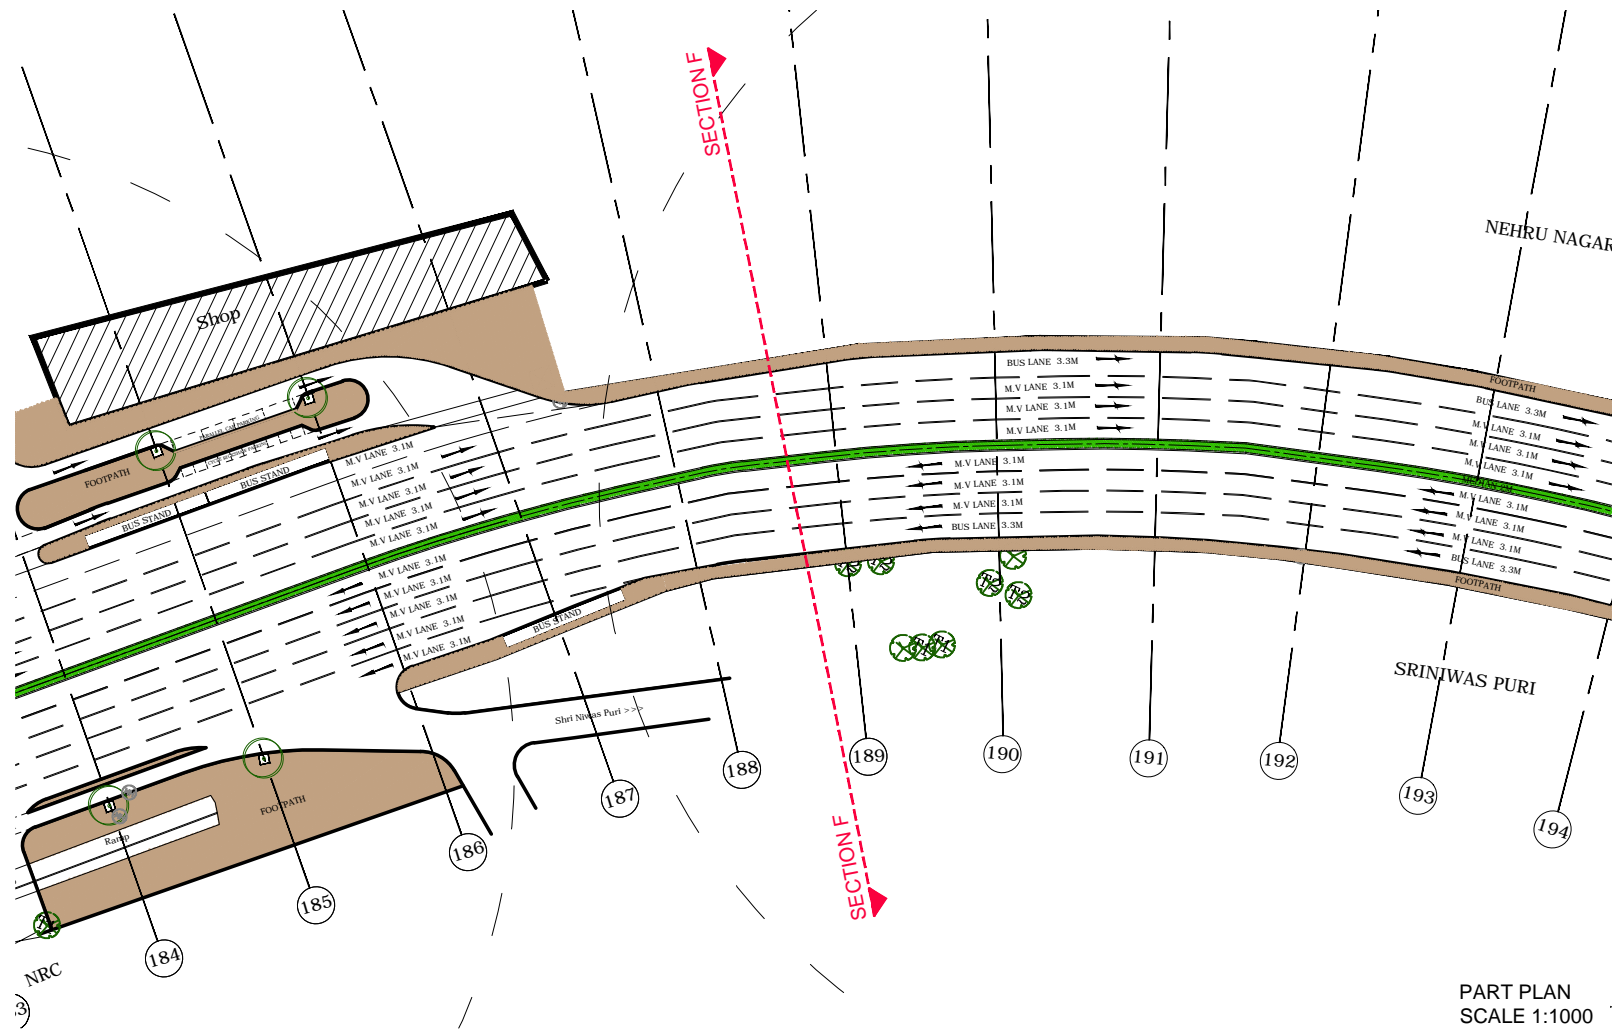 SECTION F
NEHRU NAGAR
Shop
PARALLEL CAR PARKING
FOOTPATH
BUS STAND
BUS STAND
M.V LANE 3.1M
M.V LANE 3.1M
M.V LANE 3.1M
M.V LANE 3.1M
M.V LANE 3.1M
M.V LANE 3.1M
M.V LANE 3.1M
M.V LANE 3.1M
M.V LANE 3.1M
M.V LANE 3.1M
BUS STAND
BUS LANE 3.3M
M.V LANE 3.1M
M.V LANE 3.1M
M.V LANE 3.1M
M.V LANE 3.1M
M.V LANE 3.1M
M.V LANE 3.1M
BUS LANE 3.3M
FOOTPATH
BUS LANE 3.3M
M.V LANE 3.1M
M.V LANE 3.1M
M.V LANE 3.1M
M.V LANE 3.1M
M.V LANE 3.1M
M.V LANE 3.1M
BUS LANE 3.3M
FOOTPATH
SRINIWAS PURI
Shri Niwas Puri >>>
FOOTPATH
Ramp
SECTION F
NRC
184
185
186
187
188
189
190
191
192
193
194
PART PLAN
SCALE 1:1000